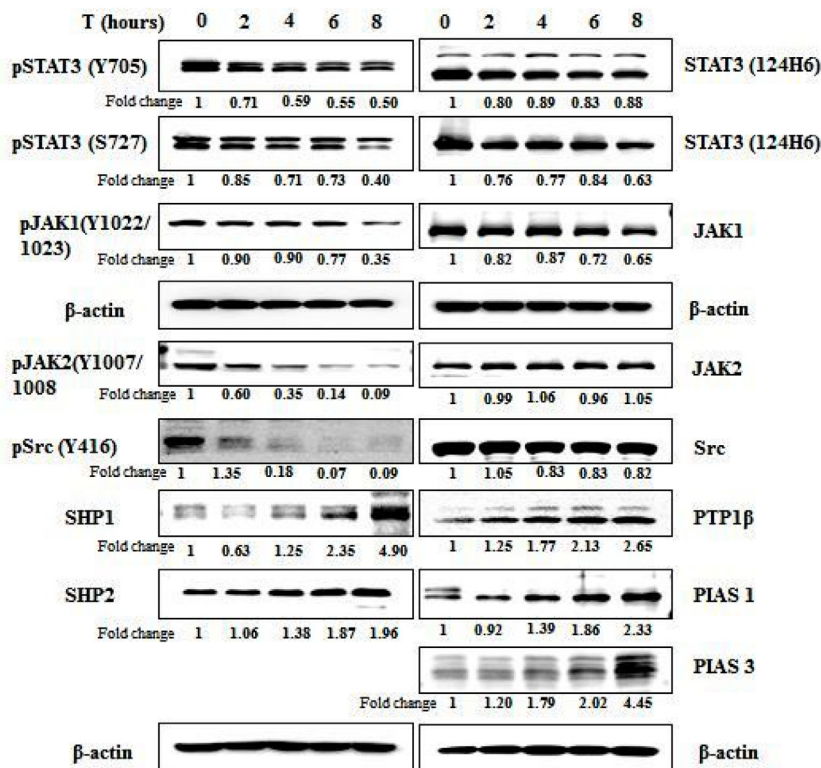 T (hours) 0 2 4 6 8 0 2 4 6 8
pSTAT3 (Y705) STAT3 (124H6)
Fold change 1 0.71 0.59 0.55 0.50 1 0.80 0.89 0.83 0.88
pSTAT3 (S727) STAT3 (124H6)
Fold change 1 0.85 0.71 0.73 0.40 1 0.76 0.77 0.84 0.63
pJAK1(Y1022/
1023) JAK1
Fold change 1 0.90 0.90 0.77 0.35 1 0.82 0.87 0.72 0.65
β-actin β-actin
pJAK2(Y1007/
1008 JAK2
Fold change 1 0.60 0.35 0.14 0.09 1 0.99 1.06 0.96 1.05
pSrc (Y416) Src
Fold change 1 1.35 0.18 0.07 0.09 1 1.05 0.83 0.83 0.82
SHP1 PTP1β
Fold change 1 0.63 1.25 2.35 4.90 1 1.25 1.77 2.13 2.65
SHP2 PIAS 1
Fold change 1 1.06 1.38 1.87 1.96 1 0.92 1.39 1.86 2.33
PIAS 3
Fold change 1 1.20 1.79 2.02 4.45
β-actin β-actin